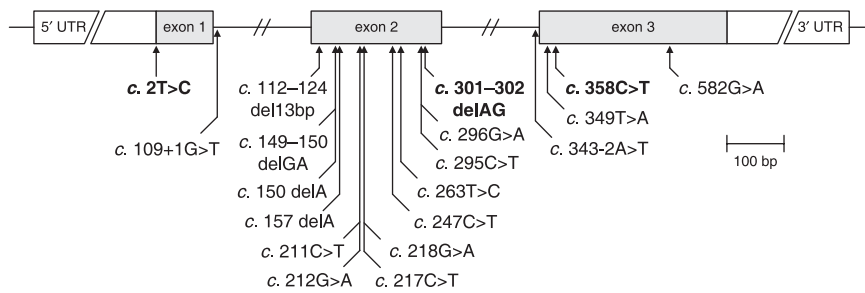 5′ UTR
exon 1
exon 2
exon 3
3′ UTR
c. 2T>C
c. 109+1G>T
c. 112–124
del13bp
c. 149–150
delGA
c. 150 delA
c. 157 delA
c. 211C>T
c. 212G>A
c. 217C>T
c. 218G>A
c. 247C>T
c. 263T>C
c. 295C>T
c. 296G>A
c. 301–302
delAG
c. 343-2A>T
c. 349T>A
c. 358C>T
c. 582G>A
100 bp